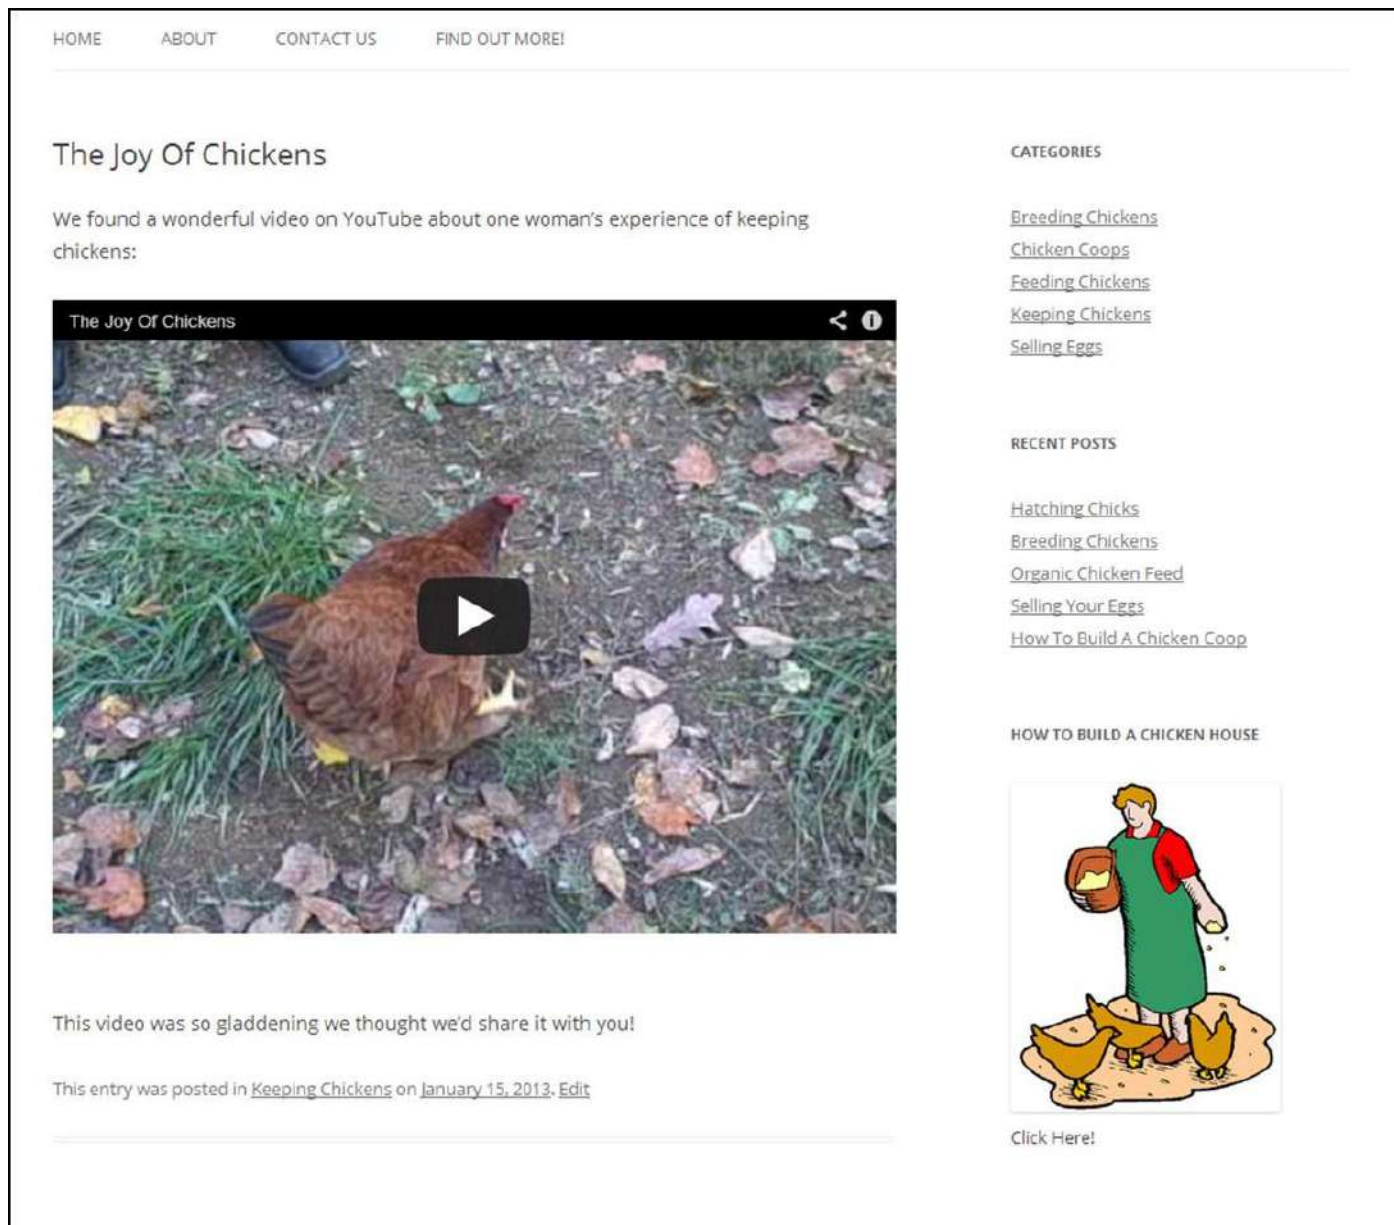 HOME ABOUT CONTACT US FIND OUT MORE!
The Joy Of Chickens
We found a wonderful video on YouTube about one woman's experience of keeping
chickens:
The Joy Of Chickens
This video was so gladdening we thought we'd share it with you!
This entry was posted in Keeping Chickens on January 15, 2013. Edit
CATEGORIES
Breeding Chickens
Chicken Coops
Feeding Chickens
Keeping Chickens
Selling Eggs
RECENT POSTS
Hatching Chicks
Breeding Chickens
Organic Chicken Feed
Selling Your Eggs
How To Build A Chicken Coop
HOW TO BUILD A CHICKEN HOUSE
Click Here!